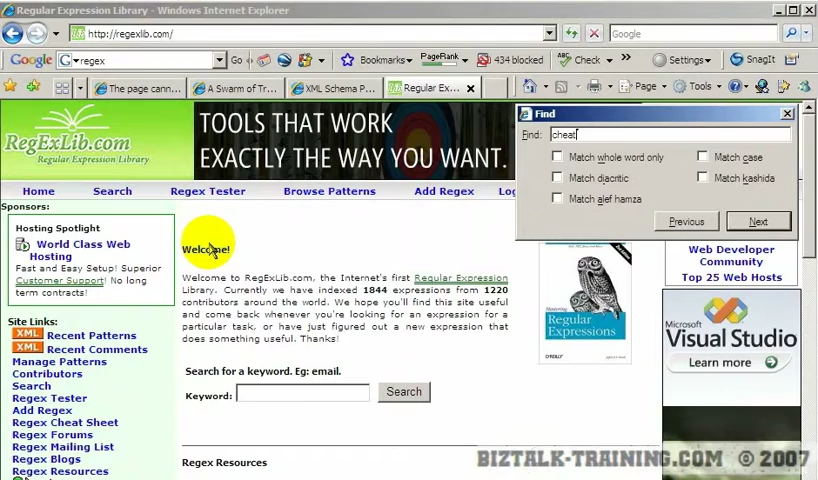 Regular Expression Library - Windows Internet Explorer
http://regexlib.com/
Google
Google
regex
Go
Bookmarks
PageRank
434 blocked
Check
Settings
SnagIt
The page cann...
A Swarm of Tr...
XML Schema P...
Regular Ex...
Page
Tools
RegExLib.com
Regular Expression Library
TOOLS THAT WORK
EXACTLY THE WAY YOU WANT.
Find
Find:
cheat
Match whole word only
Match case
Match diacritic
Match kashida
Match alef hamza
Previous
Next
Home
Search
Regex Tester
Browse Patterns
Add Regex
Log
Sponsors:
Hosting Spotlight
World Class Web
Hosting
Fast and Easy Setup! Superior
Customer Support! No long
term contracts!
Site Links:
XML Recent Patterns
XML Recent Comments
Manage Patterns
Contributors
Search
Regex Tester
Add Regex
Regex Cheat Sheet
Regex Forums
Regex Mailing List
Regex Blogs
Regex Resources
Welcome!
Welcome to RegExLib.com, the Internet's first Regular Expression
Library. Currently we have indexed 1844 expressions from 1220
contributors around the world. We hope you'll find this site useful
and come back whenever you're looking for an expression for a
particular task, or have just figured out a new expression that
does something useful. Thanks!
Search for a keyword. Eg: email.
Keyword:
Search
Regex Resources
Regular
Expressions
O'REILLY
Web Developer
Community
Top 25 Web Hosts
Microsoft
Visual Studio
Learn more
BIZTALK-TRAINING.COM © 2007